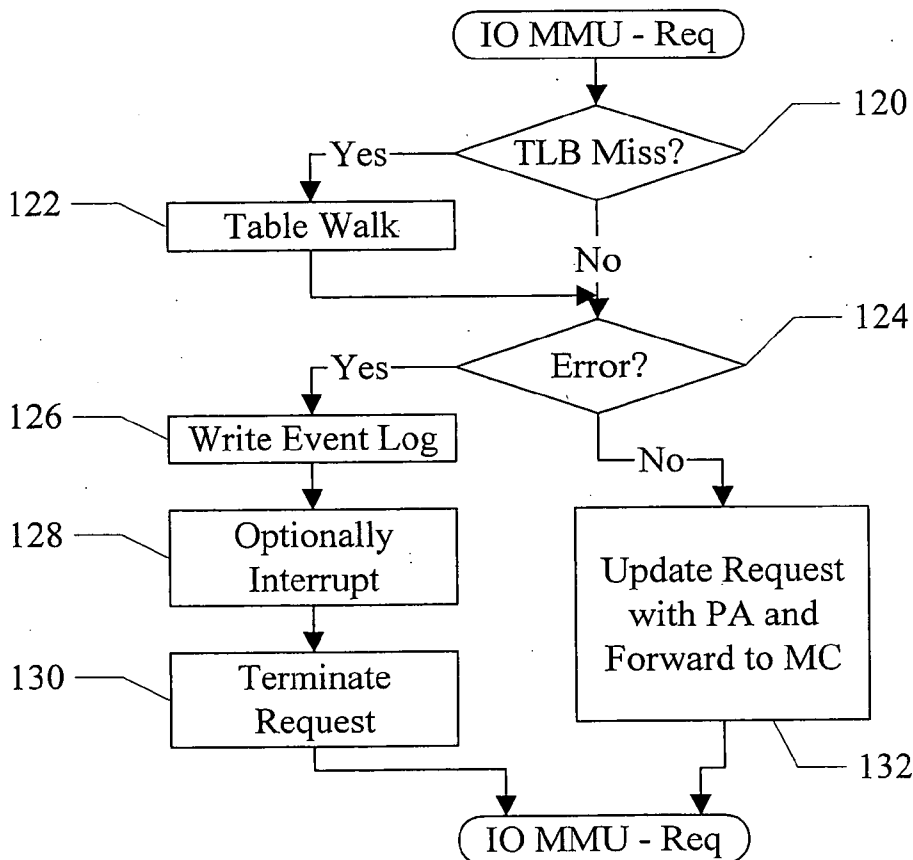 IO MMU - Req
120
TLB Miss?
Yes
122
Table Walk
No
124
Error?
Yes
126
Write Event Log
No
128
Optionally
Interrupt
Update Request
with PA and
Forward to MC
130
Terminate
Request
132
IO MMU - Req